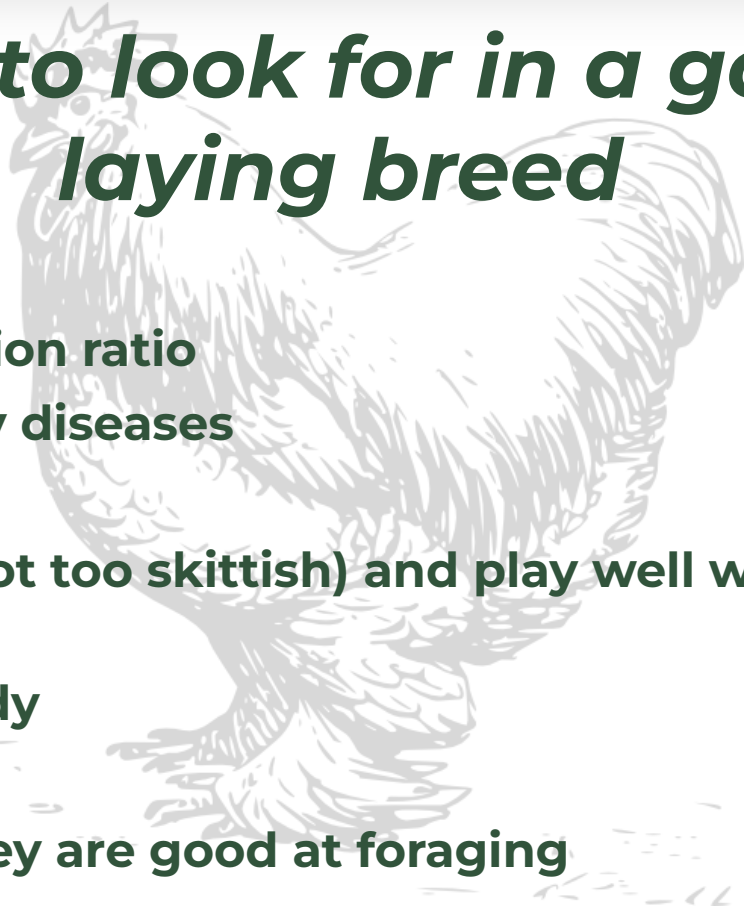 to look for in a go
laying breed
ion ratio
y diseases
ot too skittish) and play well w
dy
ey are good at foraging